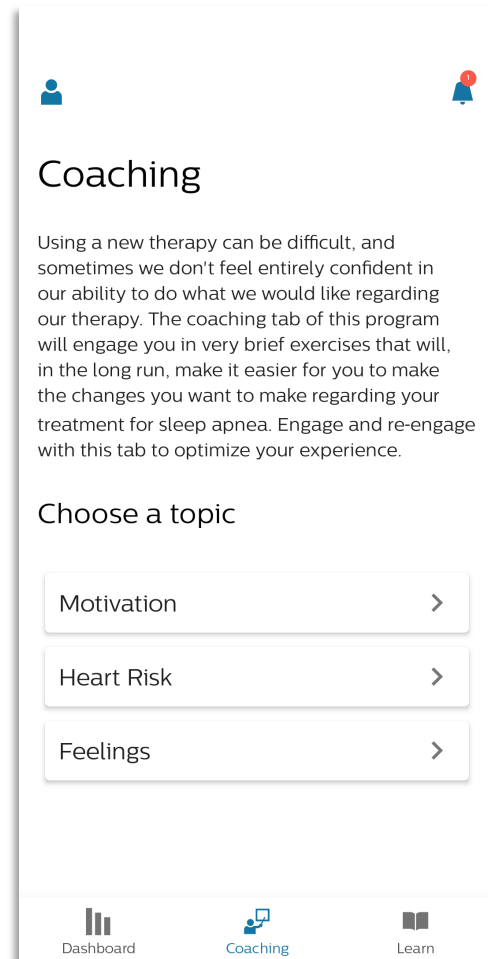 1
Coaching
Using a new therapy can be difficult, and
sometimes we don't feel entirely confident in
our ability to do what we would like regarding
our therapy. The coaching tab of this program
will engage you in very brief exercises that will,
in the long run, make it easier for you to make
the changes you want to make regarding your
treatment for sleep apnea. Engage and re-engage
with this tab to optimize your experience.
Choose a topic
Motivation
Heart Risk
Feelings
Dashboard
Coaching
Learn